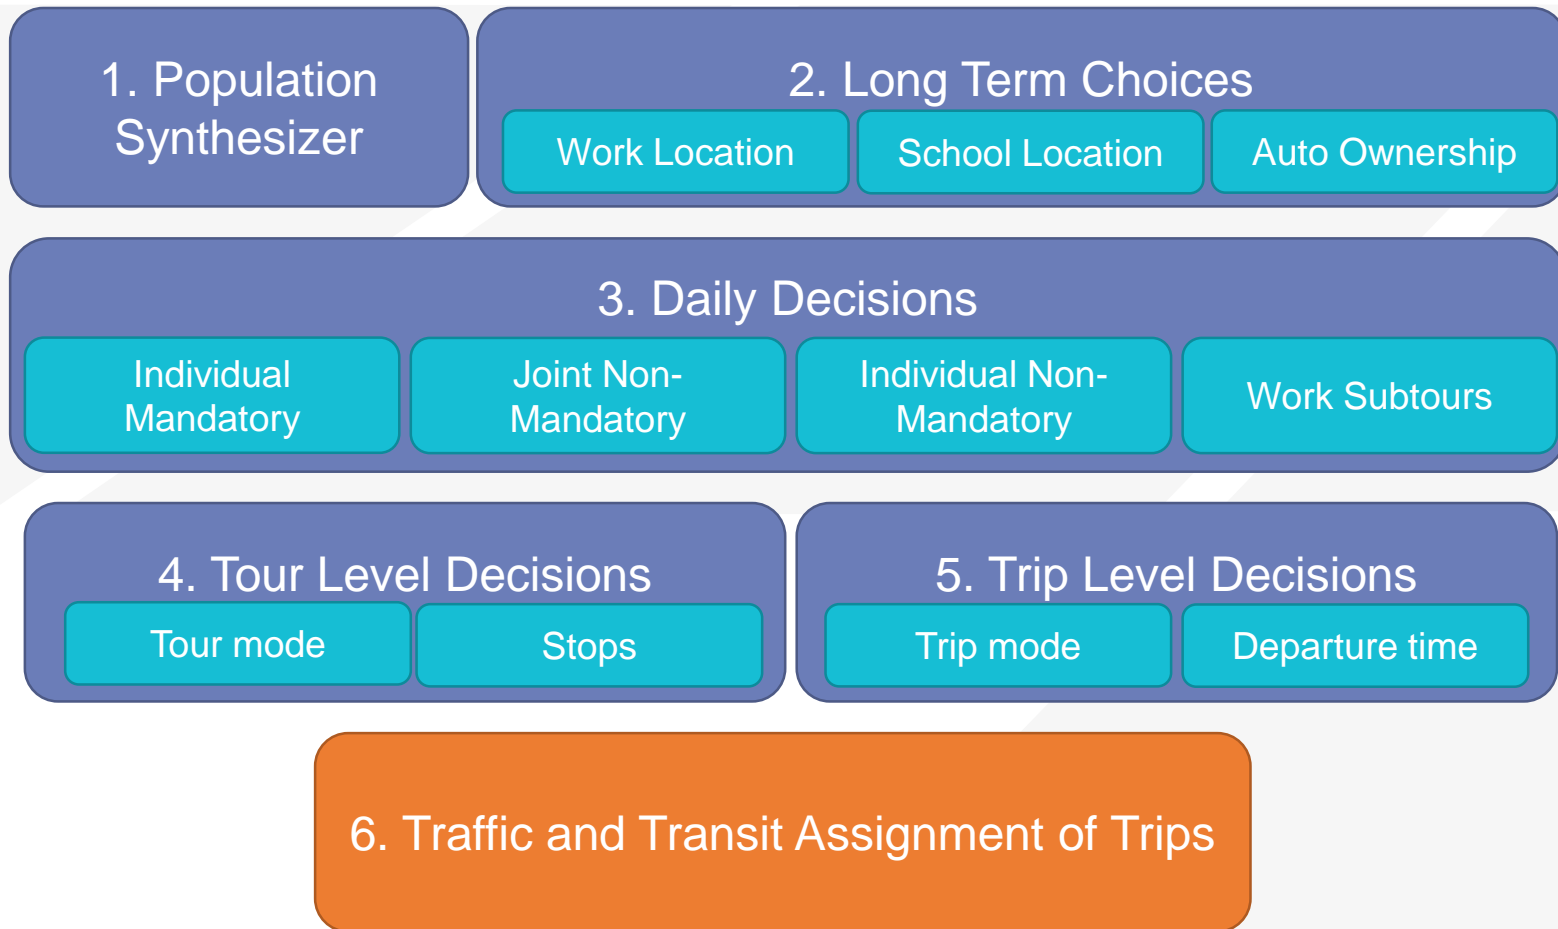 1. Population
Synthesizer
2. Long Term Choices
Work Location
School Location
Auto Ownership
3. Daily Decisions
Individual
Mandatory
Joint Non-
Mandatory
Individual Non-
Mandatory
Work Subtours
4. Tour Level Decisions
Tour mode
Stops
5. Trip Level Decisions
Trip mode
Departure time
6. Traffic and Transit Assignment of Trips